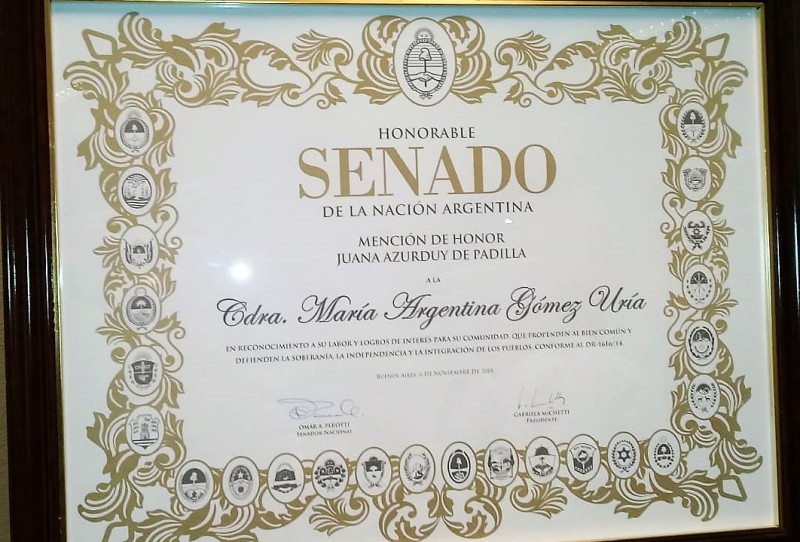 HONORABLE
SENADO
DE LA NACIÓN ARGENTINA
MENCIÓN DE HONOR
JUANA AZURDUY DE PADILLA
A LA
Cdra. María Argentina Gómez Uría
EN RECONOCIMIENTO A SU LABOR Y LOGROS DE INTERÉS PARA SU COMUNIDAD, QUE PROPENDEN AL BIEN COMÚN Y
DEFIENDEN LA SOBERANÍA, LA INDEPENDENCIA Y LA INTEGRACIÓN DE LOS PUEBLOS, CONFORME AL DR-1616/14.
BUENOS AIRES, 6 DE NOVIEMBRE DE 2018
OMAR A. PEROTTI
SENADOR NACIONAL
GABRIELA MICHETTI
PRESIDENTE